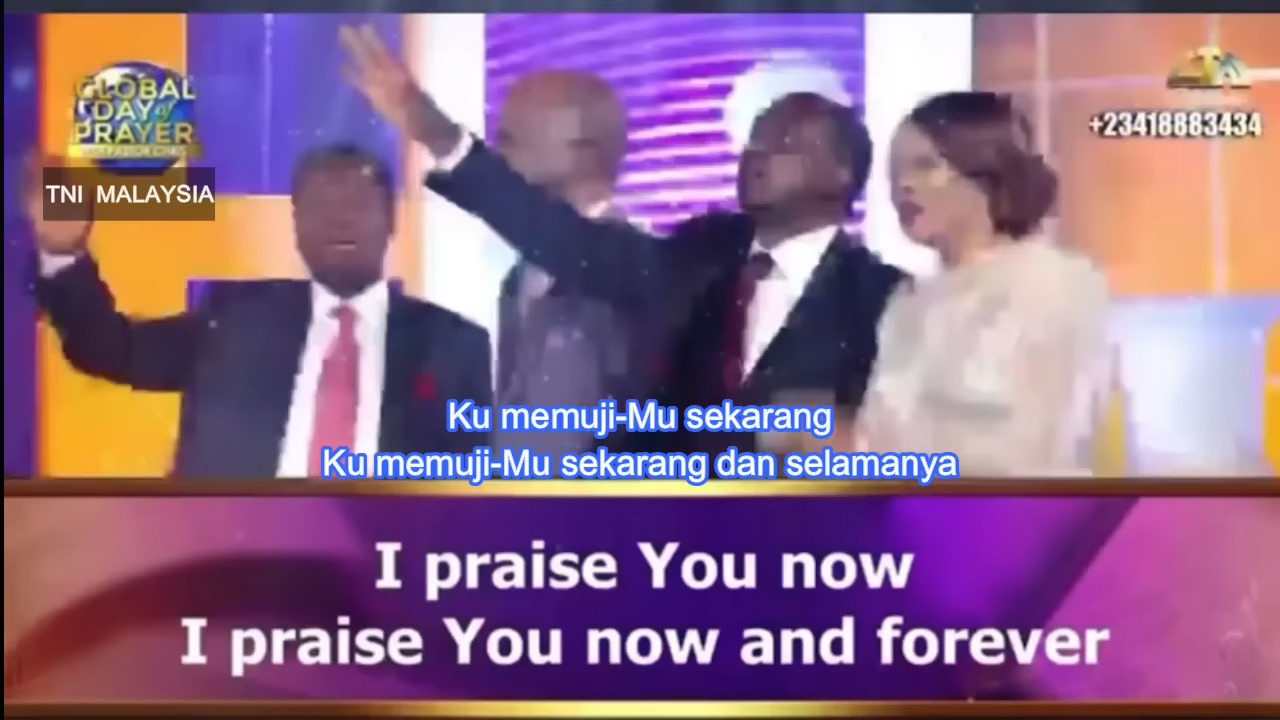 GLOBAL
DAY of
PRAYER
TNI MALAYSIA
+23418883434
Ku memuji-Mu sekarang
Ku memuji-Mu sekarang dan selamanya
I praise You now
I praise You now and forever